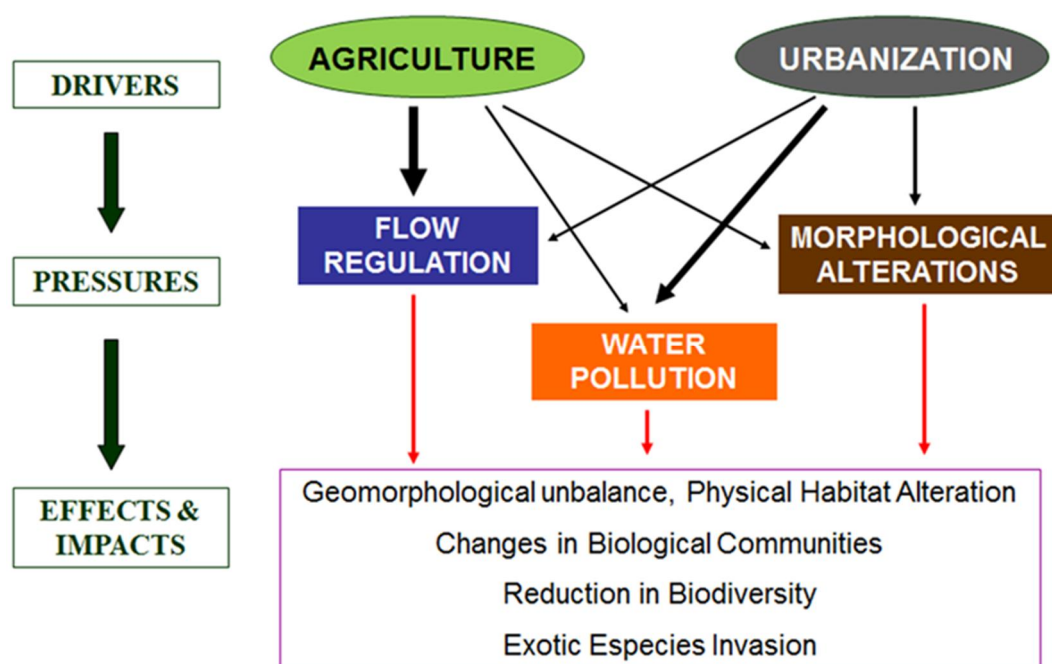 AGRICULTURE
URBANIZATION
DRIVERS
FLOW
REGULATION
MORPHOLOGICAL
ALTERATIONS
PRESSURES
WATER
POLLUTION
EFFECTS &
IMPACTS
Geomorphological unbalance, Physical Habitat Alteration
Changes in Biological Communities
Reduction in Biodiversity
Exotic Especies Invasion